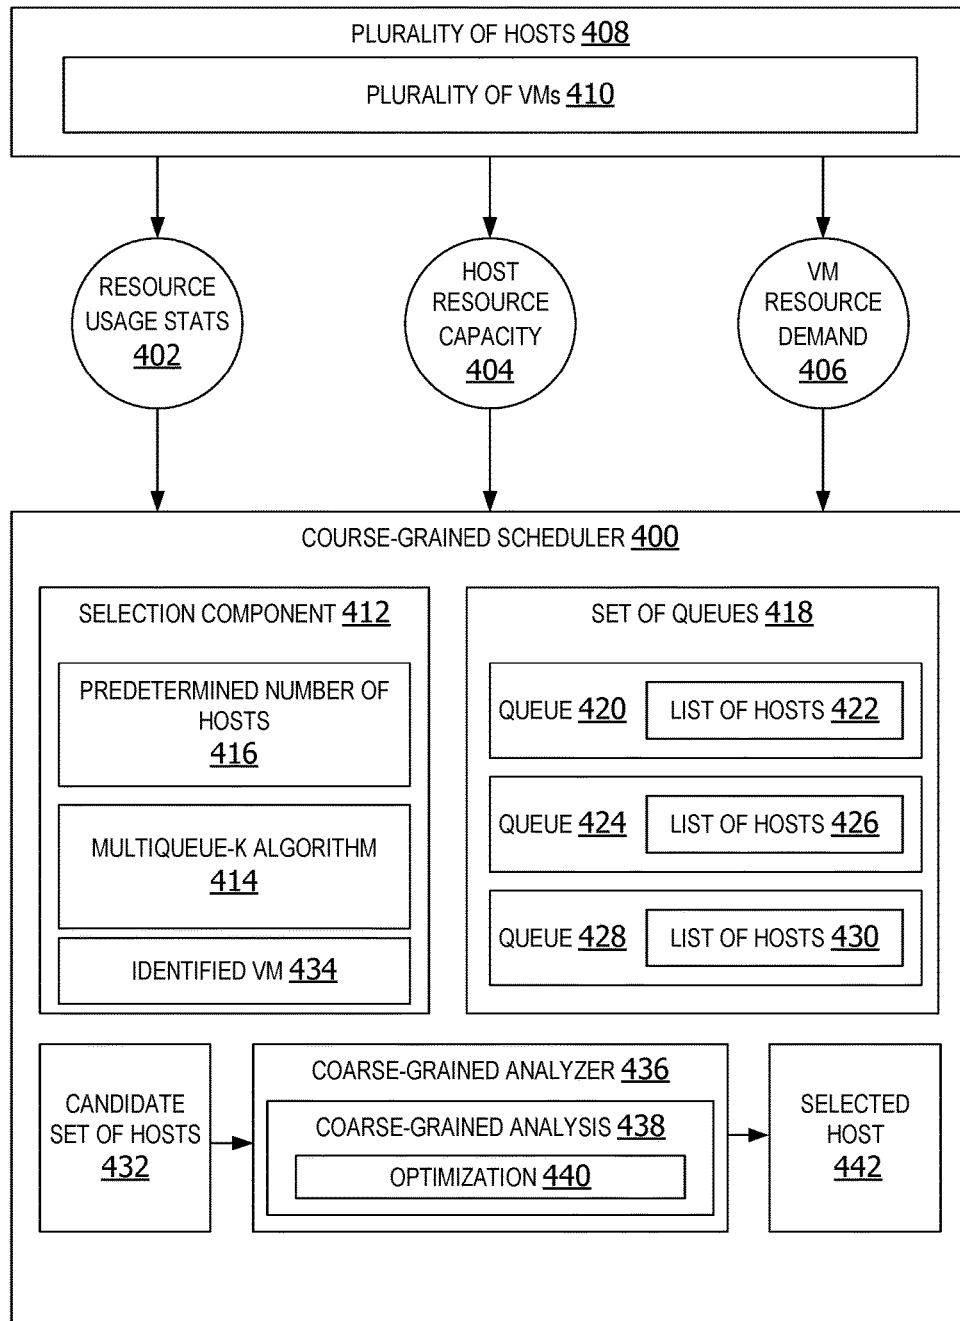 PLURALITY OF HOSTS 408
PLURALITY OF VMs 410
RESOURCE
USAGE STATS
402
HOST
RESOURCE
CAPACITY
404
VM
RESOURCE
DEMAND
406
COURSE-GRAINED SCHEDULER 400
SELECTION COMPONENT 412
PREDETERMINED NUMBER OF
HOSTS
416
MULTIQUEUE-K ALGORITHM
414
IDENTIFIED VM 434
SET OF QUEUES 418
QUEUE 420
LIST OF HOSTS 422
QUEUE 424
LIST OF HOSTS 426
QUEUE 428
LIST OF HOSTS 430
CANDIDATE
SET OF HOSTS
432
COARSE-GRAINED ANALYZER 436
COARSE-GRAINED ANALYSIS 438
OPTIMIZATION 440
SELECTED
HOST
442